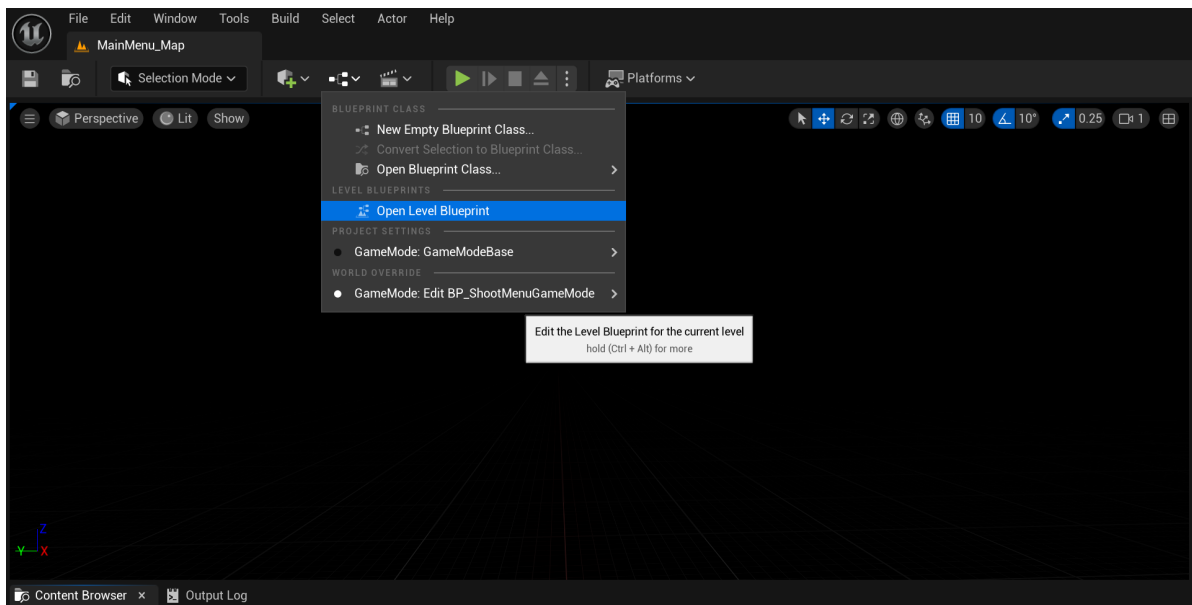 File Edit Window Tools Build Select Actor Help
MainMenu_Map
Selection Mode Platforms
Perspective Lit Show 10 10° 0.25 1
BLUEPRINT CLASS
New Empty Blueprint Class...
Convert Selection to Blueprint Class...
Open Blueprint Class...
LEVEL BLUEPRINTS
Open Level Blueprint
PROJECT SETTINGS
GameMode: GameModeBase
WORLD OVERRIDE
GameMode: Edit BP_ShootMenuGameMode
Edit the Level Blueprint for the current level
hold (Ctrl + Alt) for more
Z
Y X
Content Browser Output Log